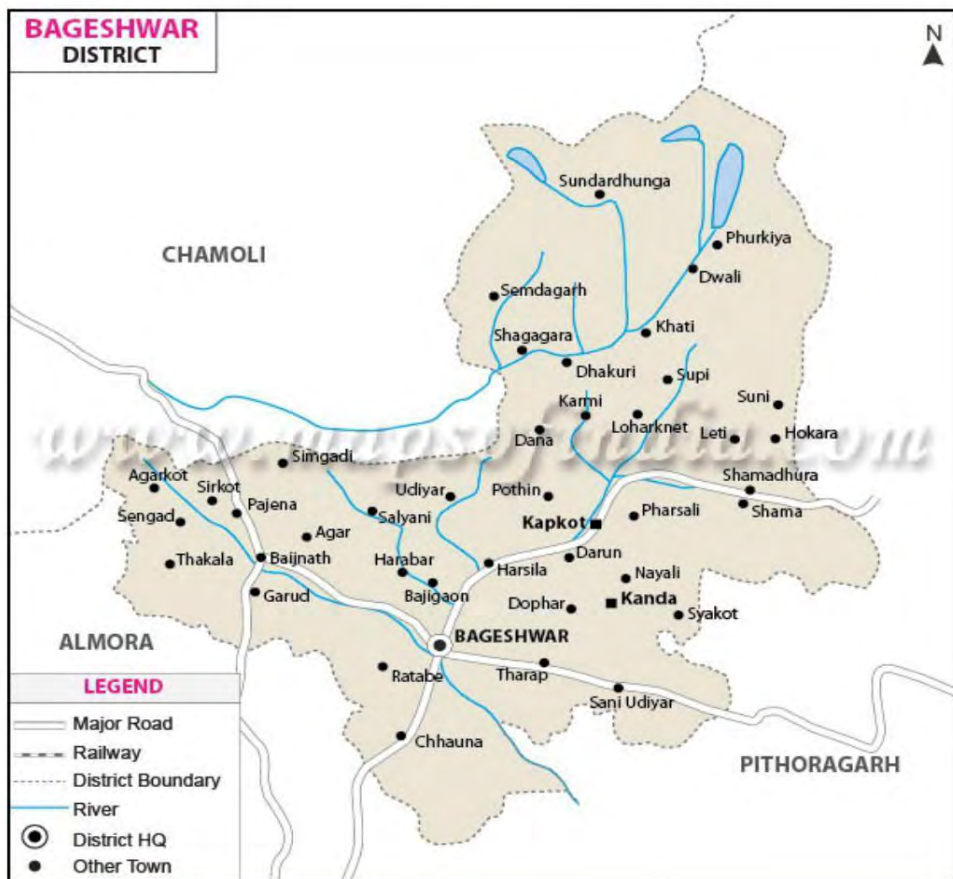 BAGESHWAR
DISTRICT
N
Sundardhunga
Phurkiya
CHAMOLI
Dwali
Semdagarh
Khati
Shagagara
Dhakuri
Supi
Karmi
Suni
Loharknet
Leti
Hokara
Dana
www.mapsofindia.com
Simgadi
Agarkot
Sirkot
Udiyar
Pothin
Shamadhura
Pajena
Shama
Sengad
Salyani
Kapkot
Pharsali
Agar
Thakala
Baijnath
Harabar
Darun
Harsila
Nayali
Garud
Bajigaon
Dophar
Kanda
Syakot
ALMORA
BAGESHWAR
Ratabe
Tharap
Sani Udiyar
LEGEND
Major Road
Chhauna
Railway
PITHORAGARH
District Boundary
River
District HQ
Other Town